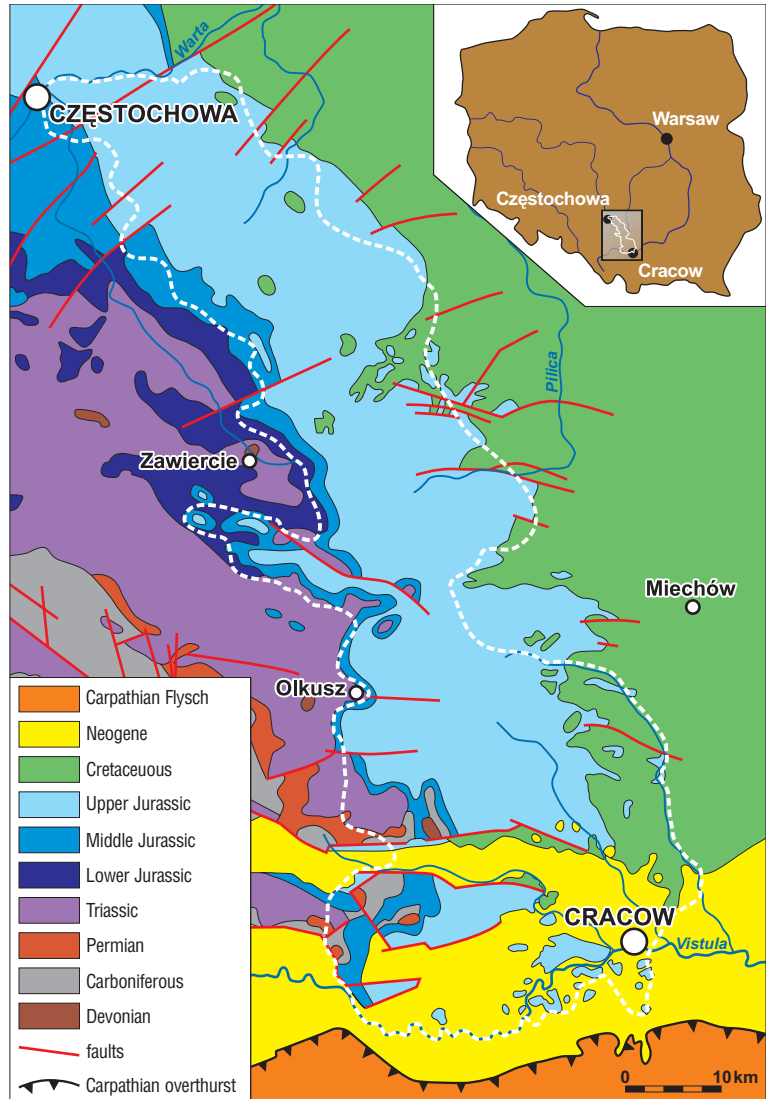 Warta
CZĘSTOCHOWA
Warsaw
Częstochowa
Cracow
Pilica
Zawiercie
Miechów
Olkusz
Carpathian Flysch
Neogene
Cretaceuous
Upper Jurassic
Middle Jurassic
Lower Jurassic
Triassic
Permian
Carboniferous
Devonian
faults
Carpathian overthurst
CRACOW
Vistula
0 10 km